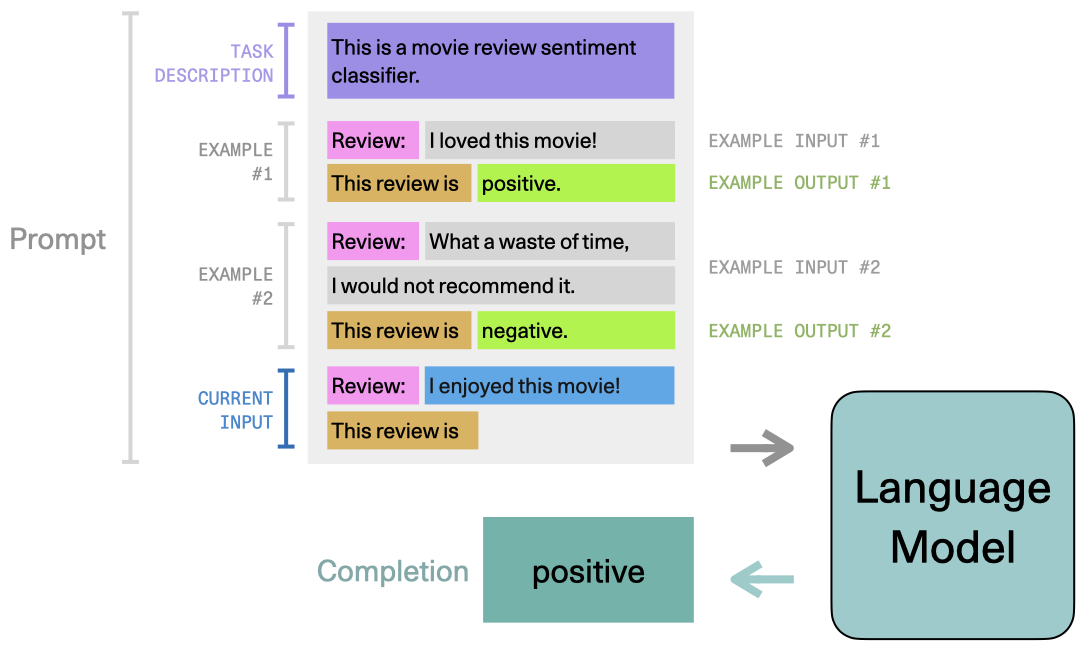 TASK
DESCRIPTION
This is a movie review sentiment
classifier.
EXAMPLE
#1
Review: I loved this movie!
EXAMPLE INPUT #1
This review is positive.
EXAMPLE OUTPUT #1
Prompt
EXAMPLE
#2
Review: What a waste of time,
I would not recommend it.
EXAMPLE INPUT #2
This review is negative.
EXAMPLE OUTPUT #2
CURRENT
INPUT
Review: I enjoyed this movie!
This review is
Language
Model
Completion
positive